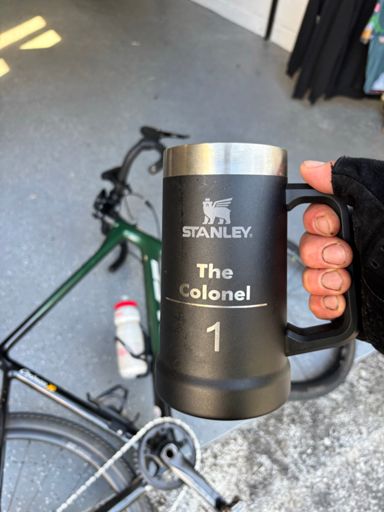 STANLEY
The
Colonel
1